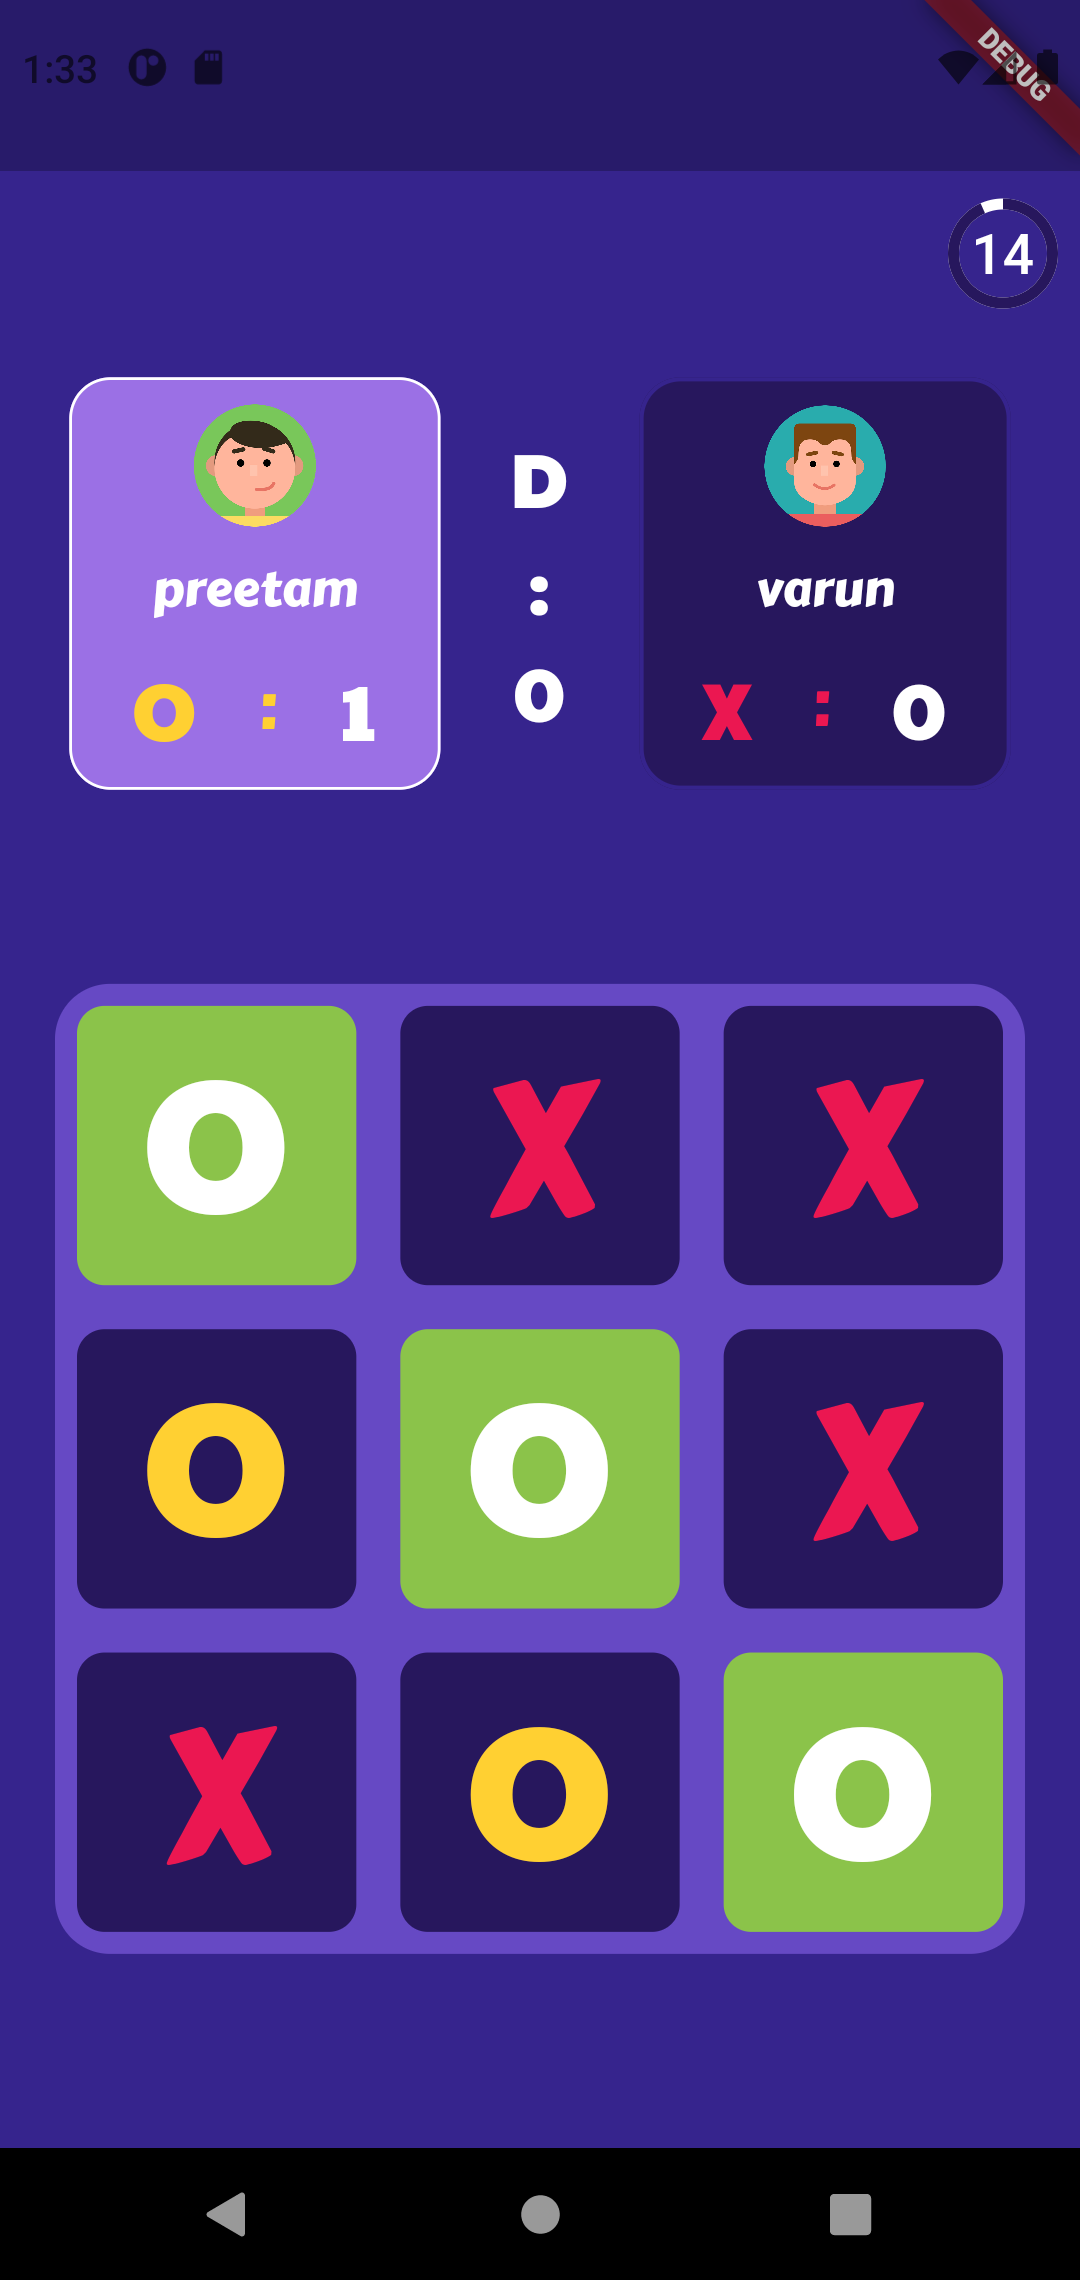 1:33
DEBUG
14
D
:
0
preetam
O : 1
varun
X : 0
O X X
O O X
X O O